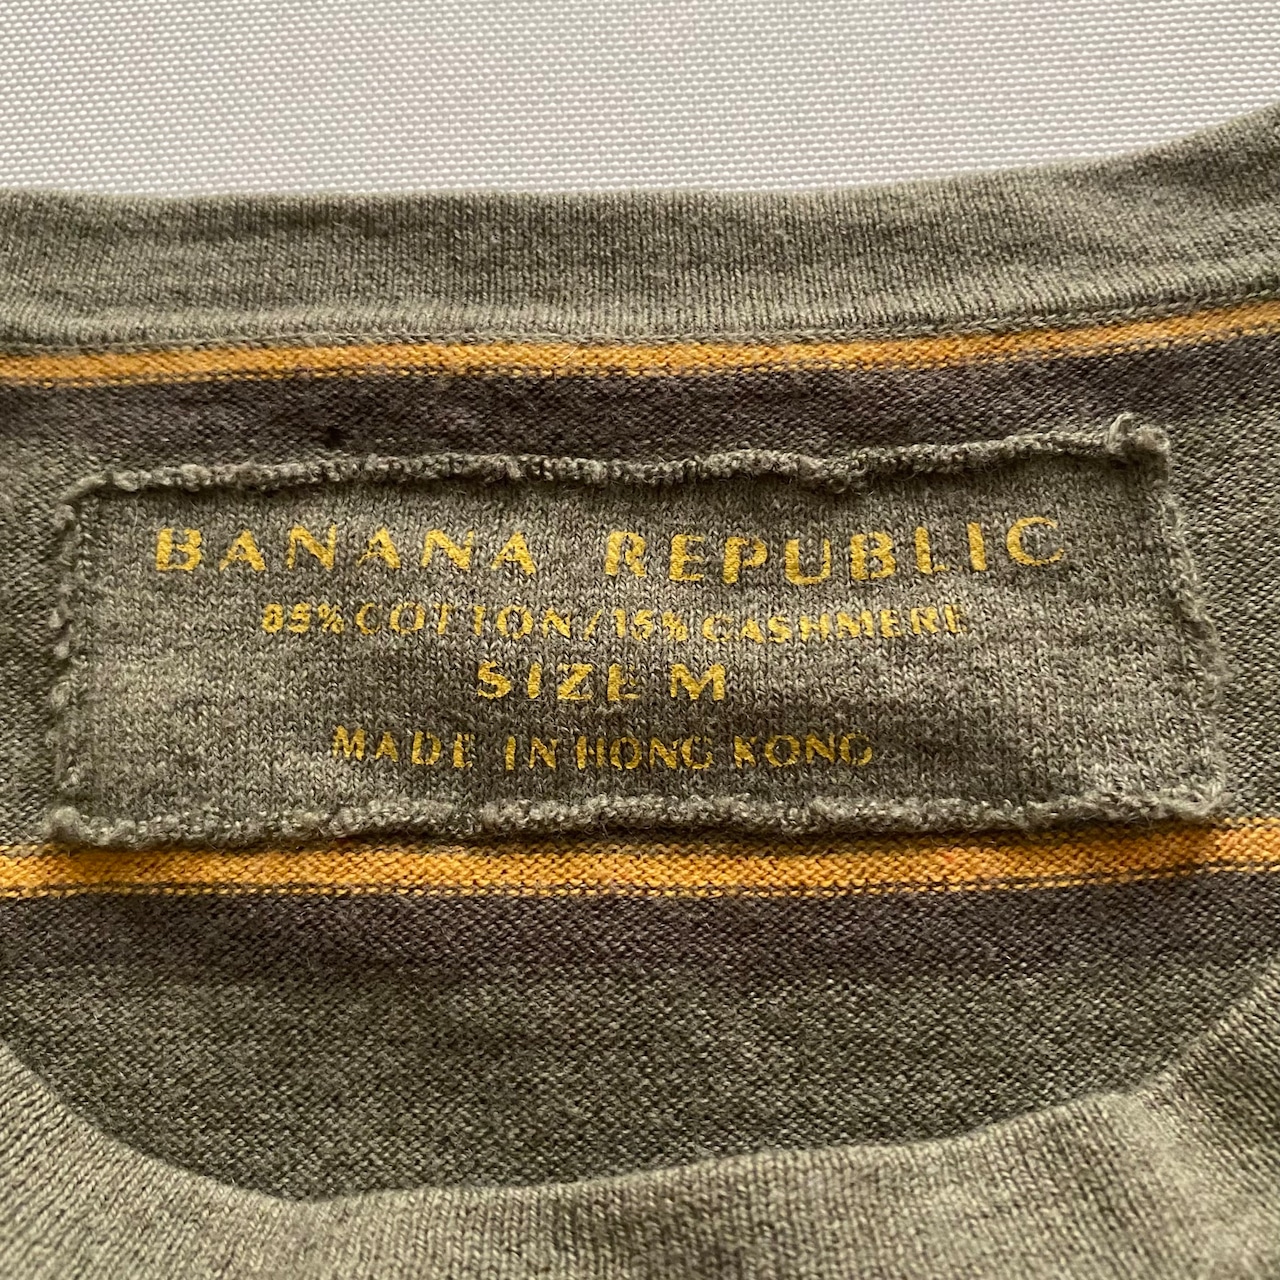 BANANA REPUBLIC
85% COTTON/15% CASHMERE
SIZE M
MADE IN HONG KONG